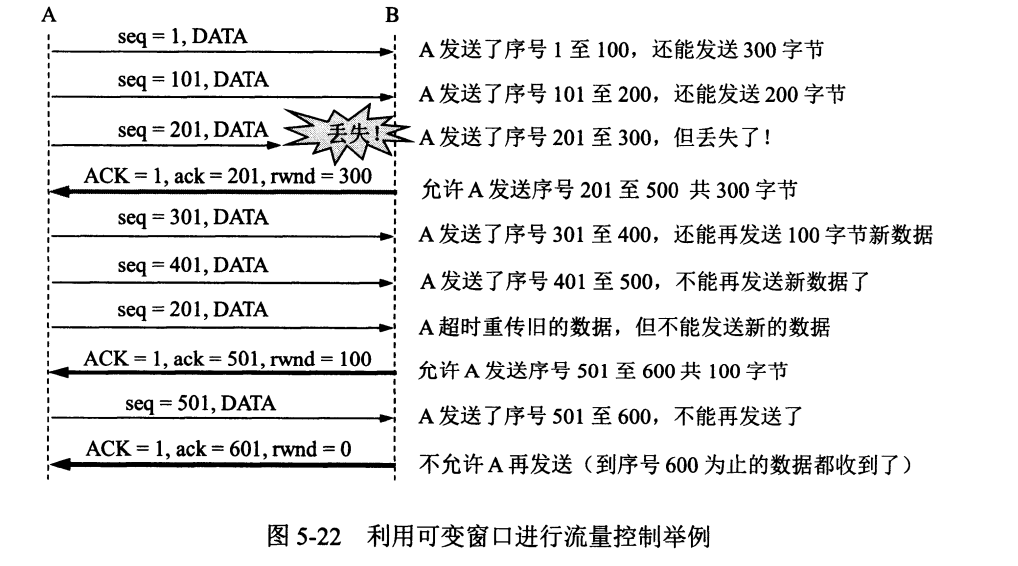 A B
seq = 1, DATA A 发送了序号 1 至 100，还能发送 300 字节
seq = 101, DATA A 发送了序号 101 至 200，还能发送 200 字节
seq = 201, DATA 丢失！ A 发送了序号 201 至 300，但丢失了！
ACK = 1, ack = 201, rwnd = 300 允许 A 发送序号 201 至 500 共 300 字节
seq = 301, DATA A 发送了序号 301 至 400，还能再发送 100 字节新数据
seq = 401, DATA A 发送了序号 401 至 500，不能再发送新数据了
seq = 201, DATA A 超时重传旧的数据，但不能发送新的数据
ACK = 1, ack = 501, rwnd = 100 允许 A 发送序号 501 至 600 共 100 字节
seq = 501, DATA A 发送了序号 501 至 600，不能再发送了
ACK = 1, ack = 601, rwnd = 0 不允许 A 再发送（到序号 600 为止的数据都收到了）
图 5-22 利用可变窗口进行流量控制举例